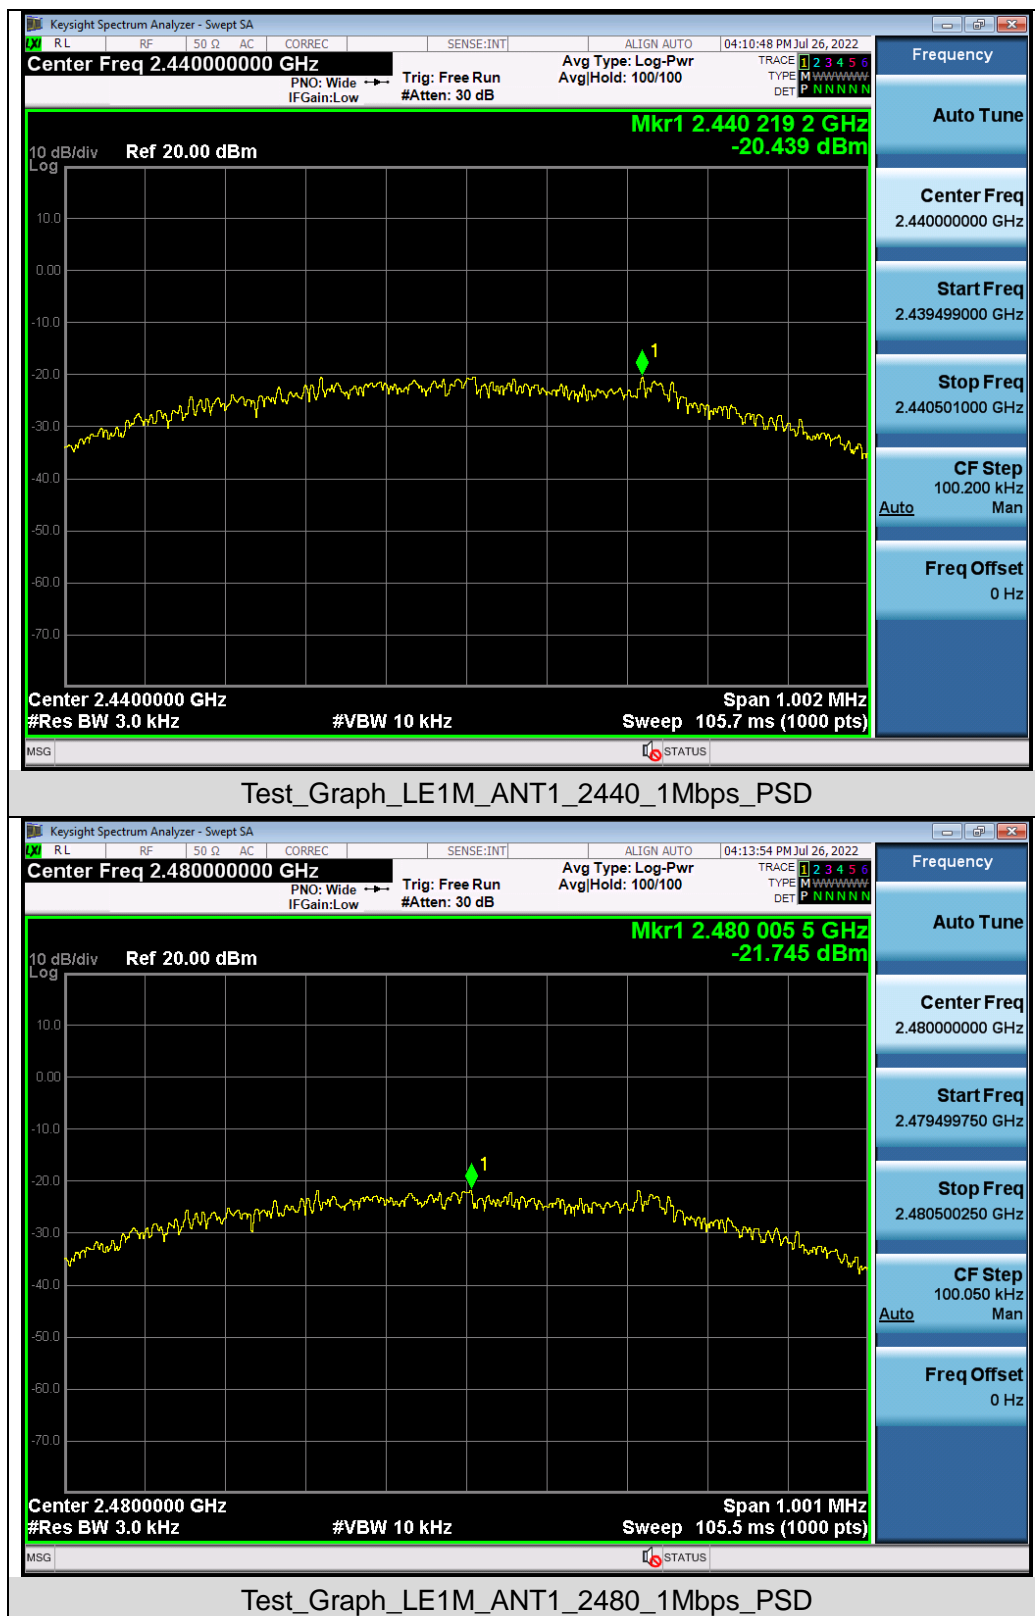 Keysight Spectrum Analyzer - Swept SA
LXI RL RF 50 Ω AC CORREC SENSE:INT ALIGN AUTO 04:10:48 PM Jul 26, 2022
Center Freq 2.440000000 GHz Avg Type: Log-Pwr TRACE 1 2 3 4 5 6
PNO: Wide Trig: Free Run Avg|Hold: 100/100 TYPE M WWWWW
IFGain:Low #Atten: 30 dB DET P N N N N N
Mkr1 2.440 219 2 GHz
-20.439 dBm
10 dB/div Ref 20.00 dBm
Log
10.0
0.00
-10.0
1
-20.0
-30.0
-40.0
-50.0
-60.0
-70.0
Center 2.4400000 GHz Span 1.002 MHz
#Res BW 3.0 kHz #VBW 10 kHz Sweep 105.7 ms (1000 pts)
MSG STATUS
Frequency
Auto Tune
Center Freq
2.440000000 GHz
Start Freq
2.439499000 GHz
Stop Freq
2.440501000 GHz
CF Step
100.200 kHz
Auto Man
Freq Offset
0 Hz
Test_Graph_LE1M_ANT1_2440_1Mbps_PSD
Keysight Spectrum Analyzer - Swept SA
LXI RL RF 50 Ω AC CORREC SENSE:INT ALIGN AUTO 04:13:54 PM Jul 26, 2022
Center Freq 2.480000000 GHz Avg Type: Log-Pwr TRACE 1 2 3 4 5 6
PNO: Wide Trig: Free Run Avg|Hold: 100/100 TYPE M WWWWW
IFGain:Low #Atten: 30 dB DET P N N N N N
Mkr1 2.480 005 5 GHz
-21.745 dBm
10 dB/div Ref 20.00 dBm
Log
10.0
0.00
-10.0
1
-20.0
-30.0
-40.0
-50.0
-60.0
-70.0
Center 2.4800000 GHz Span 1.001 MHz
#Res BW 3.0 kHz #VBW 10 kHz Sweep 105.5 ms (1000 pts)
MSG STATUS
Frequency
Auto Tune
Center Freq
2.480000000 GHz
Start Freq
2.479499750 GHz
Stop Freq
2.480500250 GHz
CF Step
100.050 kHz
Auto Man
Freq Offset
0 Hz
Test_Graph_LE1M_ANT1_2480_1Mbps_PSD